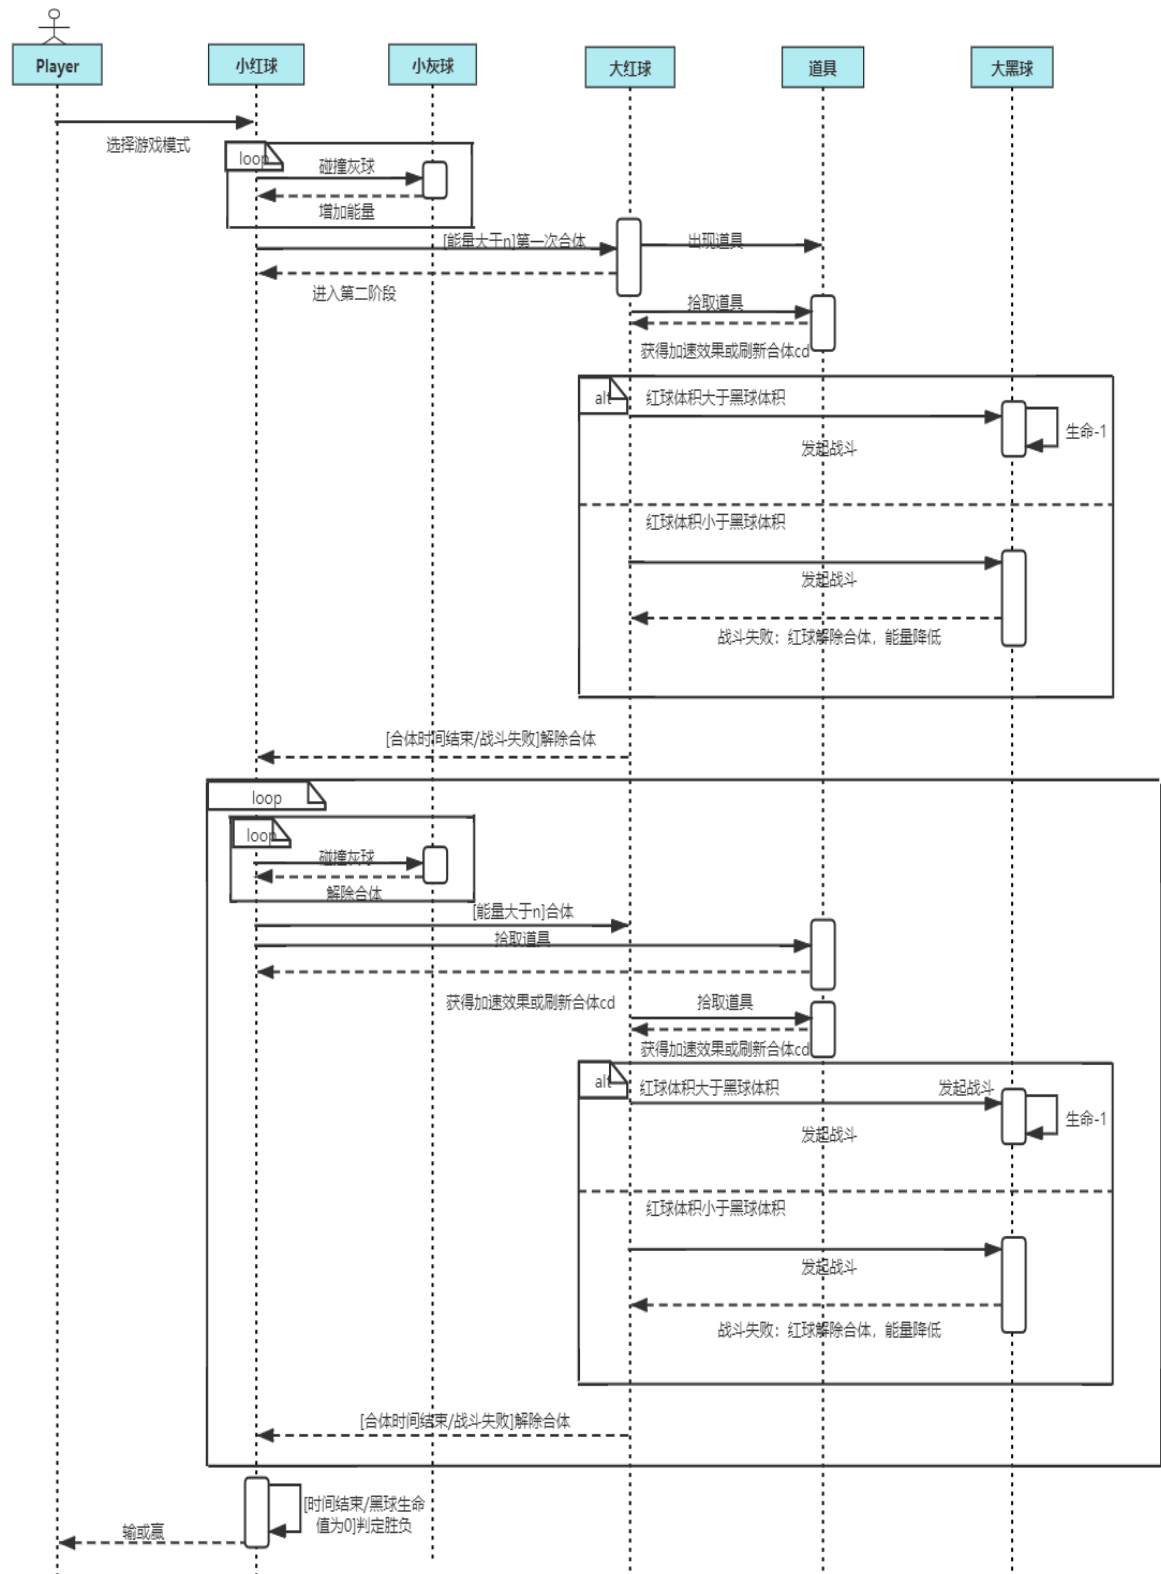 Player
小红球
小灰球
大红球
道具
大黑球
选择游戏模式
loop
碰撞灰球
增加能量
[能量大于n]第一次合体
出现道具
进入第二阶段
拾取道具
获得加速效果或刷新合体cd
alt
红球体积大于黑球体积
生命-1
发起战斗
红球体积小于黑球体积
发起战斗
战斗失败：红球解除合体，能量降低
[合体时间结束/战斗失败]解除合体
loop
loop
碰撞灰球
解除合体
[能量大于n]合体
拾取道具
获得加速效果或刷新合体cd
拾取道具
获得加速效果或刷新合体cd
alt
红球体积大于黑球体积
发起战斗
生命-1
发起战斗
红球体积小于黑球体积
发起战斗
战斗失败：红球解除合体，能量降低
[合体时间结束/战斗失败]解除合体
[时间结束/黑球生命
值为0]判定胜负
输或赢